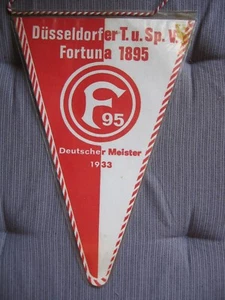 Düsseldorfer T. u. Sp. V.
Fortuna 1895
F 95
Deutscher Meister
1933